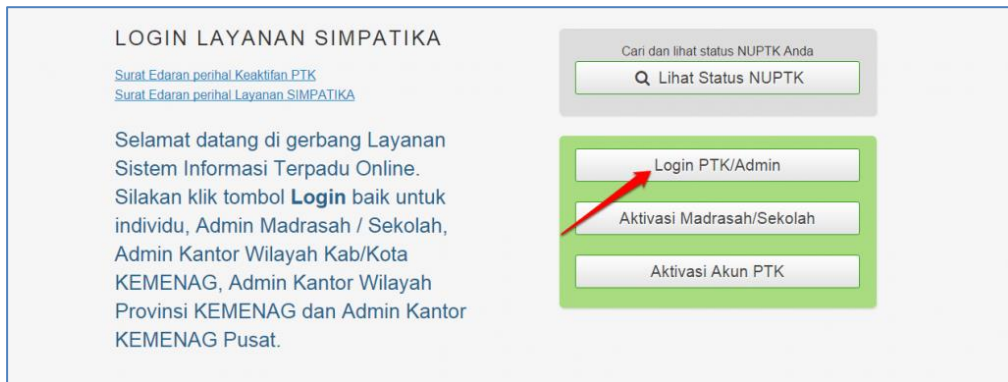 LOGIN LAYANAN SIMPATIKA
Surat Edaran perihal Keaktifan PTK
Surat Edaran perihal Layanan SIMPATIKA
Selamat datang di gerbang Layanan
Sistem Informasi Terpadu Online.
Silakan klik tombol Login baik untuk
individu, Admin Madrasah / Sekolah,
Admin Kantor Wilayah Kab/Kota
KEMENAG, Admin Kantor Wilayah
Provinsi KEMENAG dan Admin Kantor
KEMENAG Pusat.
Cari dan lihat status NUPTK Anda
Lihat Status NUPTK
Login PTK/Admin
Aktivasi Madrasah/Sekolah
Aktivasi Akun PTK